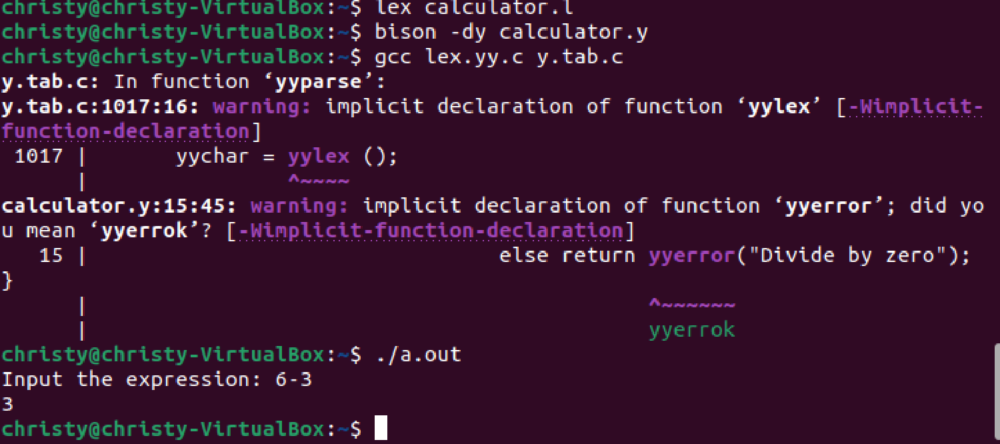 christy@christy-VirtualBox:~$ lex calculator.l
christy@christy-VirtualBox:~$ bison -dy calculator.y
christy@christy-VirtualBox:~$ gcc lex.yy.c y.tab.c
y.tab.c: In function ‘yyparse’:
y.tab.c:1017:16: warning: implicit declaration of function ‘yylex’ [-Wimplicit-
function-declaration]
 1017 |       yychar = yylex ();
      |                ^~~~~
calculator.y:15:45: warning: implicit declaration of function ‘yyerror’; did yo
u mean ‘yyerrok’? [-Wimplicit-function-declaration]
   15 |                                 else return yyerror("Divide by zero");
}
      |                                             ^~~~~~~
      |                                             yyerrok
christy@christy-VirtualBox:~$ ./a.out
Input the expression: 6-3
3
christy@christy-VirtualBox:~$